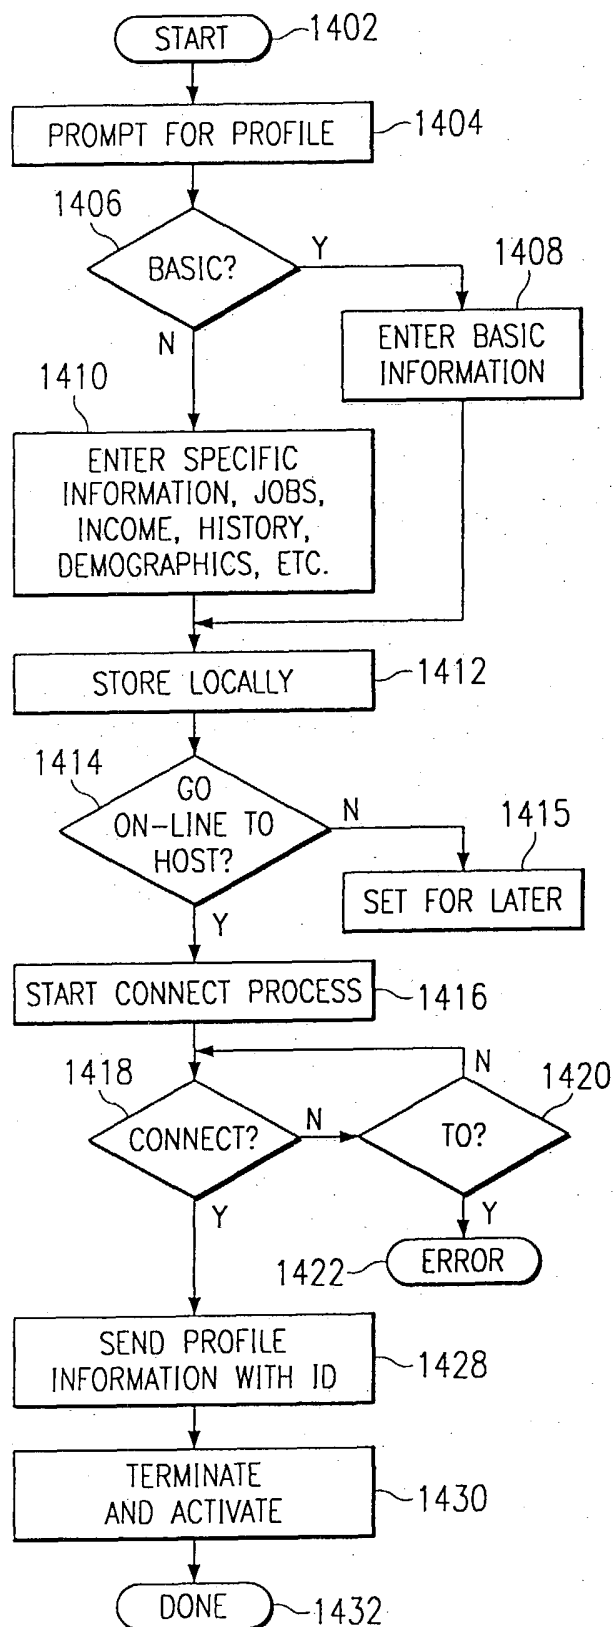 START
1402
PROMPT FOR PROFILE
1404
1406
BASIC?
Y
N
1408
ENTER BASIC
INFORMATION
1410
ENTER SPECIFIC
INFORMATION, JOBS,
INCOME, HISTORY,
DEMOGRAPHICS, ETC.
STORE LOCALLY
1412
1414
GO
ON-LINE TO
HOST?
N
Y
1415
SET FOR LATER
START CONNECT PROCESS
1416
1418
CONNECT?
N
Y
1420
TO?
N
Y
1422
ERROR
SEND PROFILE
INFORMATION WITH ID
1428
TERMINATE
AND ACTIVATE
1430
DONE
1432